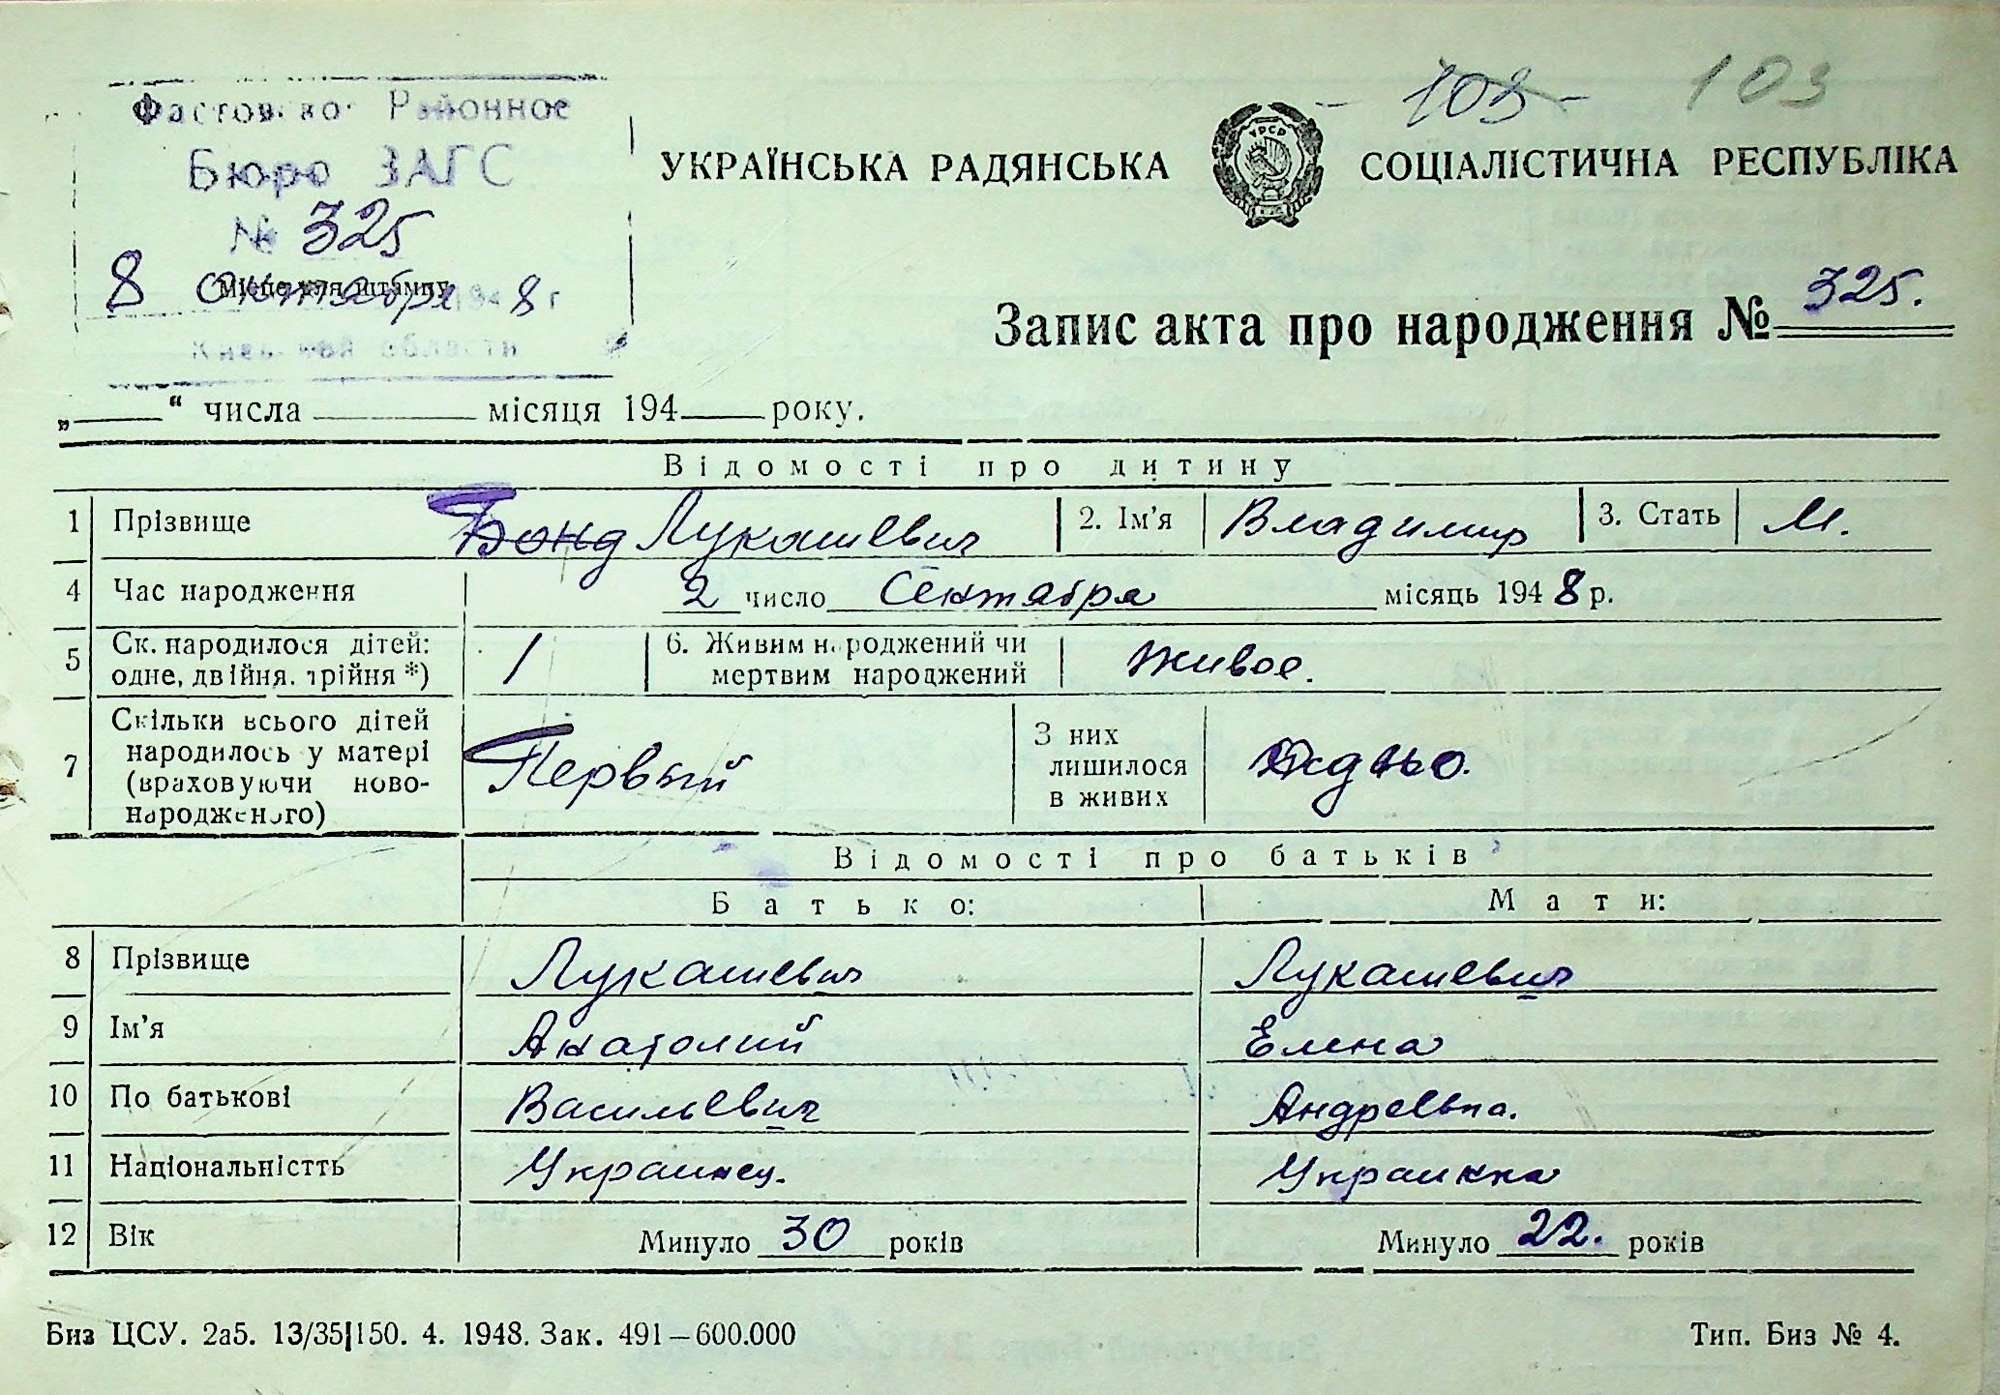 - 103 -
103
Фастовско Районное
Бюро ЗАГС
№ 325
Місце для штампу
8 Октября 1948 г
Киевской области
УКРАЇНСЬКА РАДЯНСЬКА СОЦІАЛІСТИЧНА РЕСПУБЛІКА
УРСР
Запис акта про народження № 325.
„ “ числа місяця 194 року.
Відомості про дитину
1 Прізвище Бонд Лукашевич 2. Ім'я Владимир 3. Стать М.
4 Час народження 2 число Сентября місяць 1948 р.
5 Ск. народилося дітей: одне, двійня, трійня *) 1 6. Живим народжений чи мертвим народжений живое.
7 Скільки всього дітей народилось у матері (враховуючи новонародженого) Первый З них лишилося в живих
Відомості про батьків
Батько: Мати:
8 Прізвище Лукашевич Лукашевич
9 Ім'я Анатолий Елена
10 По батькові Васильевич Андреевна.
11 Національністть Украинец. Украинка
12 Вік Минуло 30 років Минуло 22. років
Биз ЦСУ. 2а5. 13/35|150. 4. 1948. Зак. 491—600.000 Тип. Биз № 4.